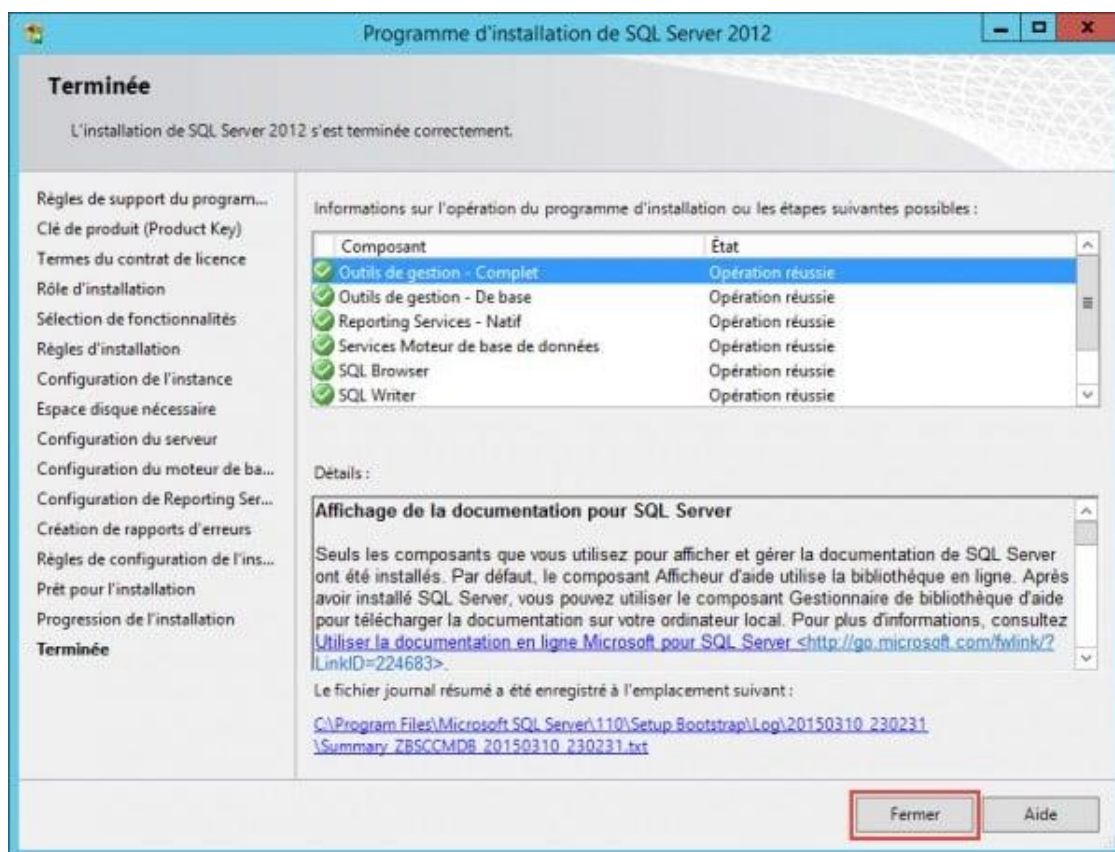 Programme d'installation de SQL Server 2012
Terminée
L'installation de SQL Server 2012 s'est terminée correctement.
Règles de support du program...
Clé de produit (Product Key)
Termes du contrat de licence
Rôle d'installation
Sélection de fonctionnalités
Règles d'installation
Configuration de l'instance
Espace disque nécessaire
Configuration du serveur
Configuration du moteur de ba...
Configuration de Reporting Ser...
Création de rapports d'erreurs
Règles de configuration de l'ins...
Prêt pour l'installation
Progression de l'installation
Terminée
Informations sur l'opération du programme d'installation ou les étapes suivantes possibles :
Composant État
Outils de gestion - Complet Opération réussie
Outils de gestion - De base Opération réussie
Reporting Services - Natif Opération réussie
Services Moteur de base de données Opération réussie
SQL Browser Opération réussie
SQL Writer Opération réussie
Détails :
Affichage de la documentation pour SQL Server
Seuls les composants que vous utilisez pour afficher et gérer la documentation de SQL Server
ont été installés. Par défaut, le composant Afficheur d'aide utilise la bibliothèque en ligne. Après
avoir installé SQL Server, vous pouvez utiliser le composant Gestionnaire de bibliothèque d'aide
pour télécharger la documentation sur votre ordinateur local. Pour plus d'informations, consultez
Utiliser la documentation en ligne Microsoft pour SQL Server <http://go.microsoft.com/fwlink/?
LinkID=224683>.
Le fichier journal résumé a été enregistré à l'emplacement suivant :
C:\Program Files\Microsoft SQL Server\110\Setup Bootstrap\Log\20150310_230231
\Summary_ZBSCCMDB_20150310_230231.txt
Fermer Aide